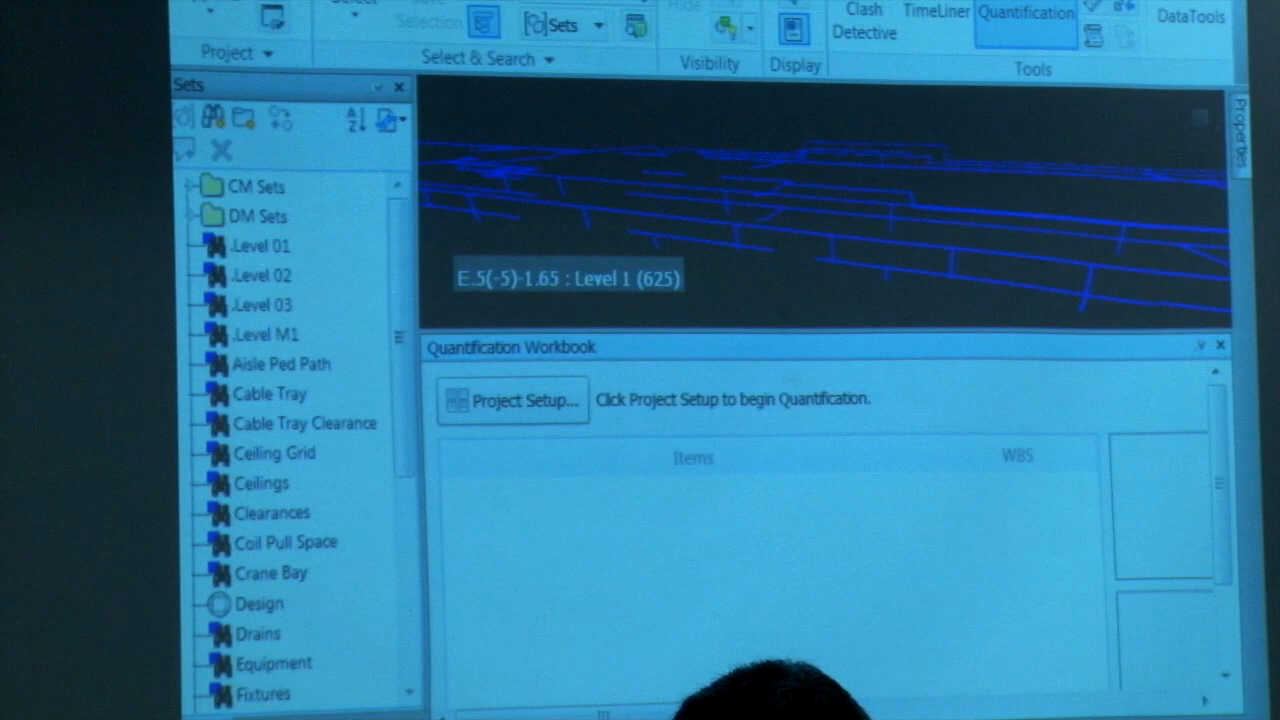 Selection
Sets
Hide
Clash
Detective
TimeLiner
Quantification
DataTools
Project
Select & Search
Visibility
Display
Tools
Sets
Properties
CM Sets
DM Sets
.Level 01
.Level 02
.Level 03
.Level M1
Aisle Ped Path
Cable Tray
Cable Tray Clearance
Ceiling Grid
Ceilings
Clearances
Coil Pull Space
Crane Bay
Design
Drains
Equipment
Fixtures
E.5(-5)-1.65 : Level 1 (625)
Quantification Workbook
Project Setup... Click Project Setup to begin Quantification.
Items WBS